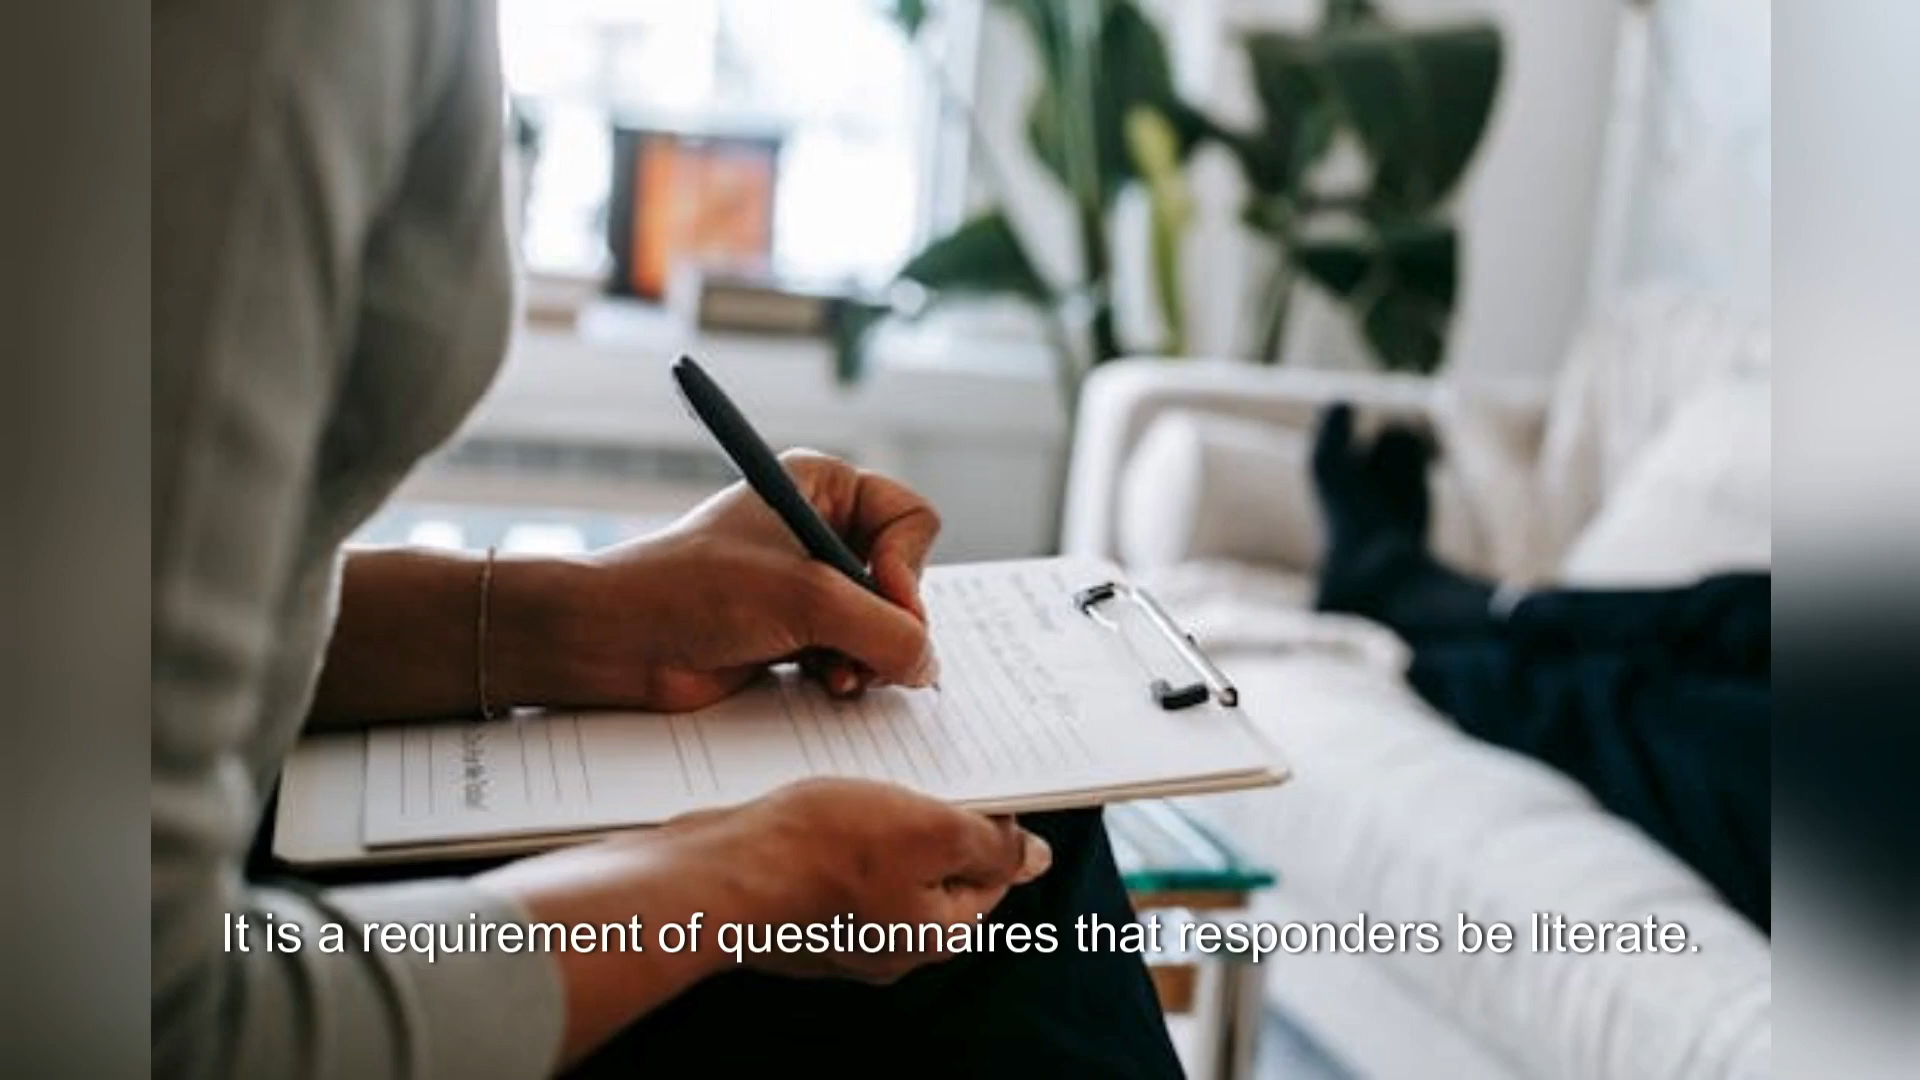 It is a requirement of questionnaires that responders be literate.